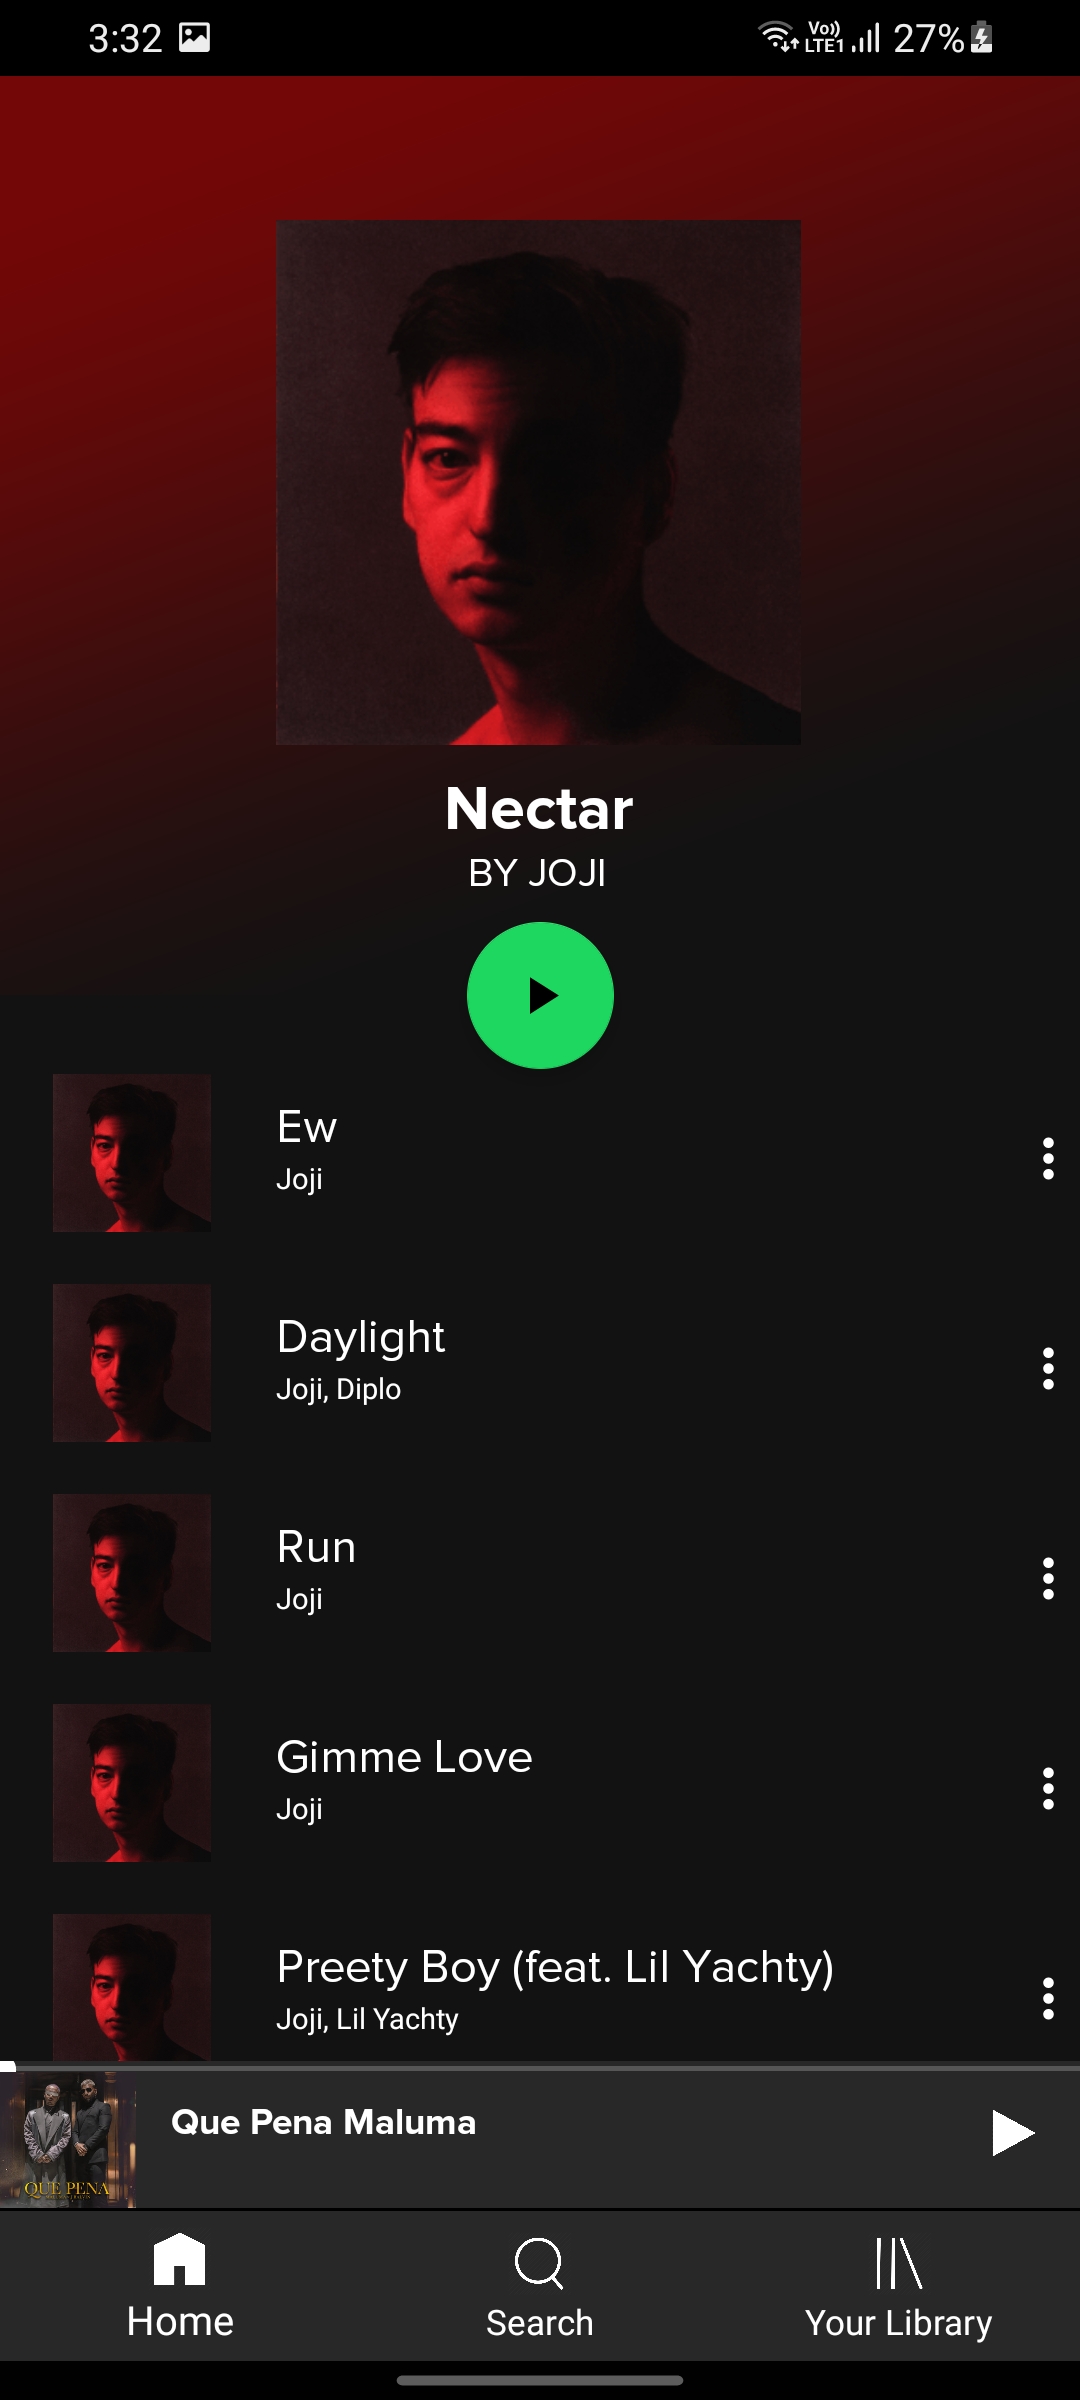 3:32
Vo))
LTE1
27%
Nectar
BY JOJI
Ew
Joji
Daylight
Joji, Diplo
Run
Joji
Gimme Love
Joji
Preety Boy (feat. Lil Yachty)
Joji, Lil Yachty
QUE PENA
Que Pena Maluma
Home
Search
Your Library